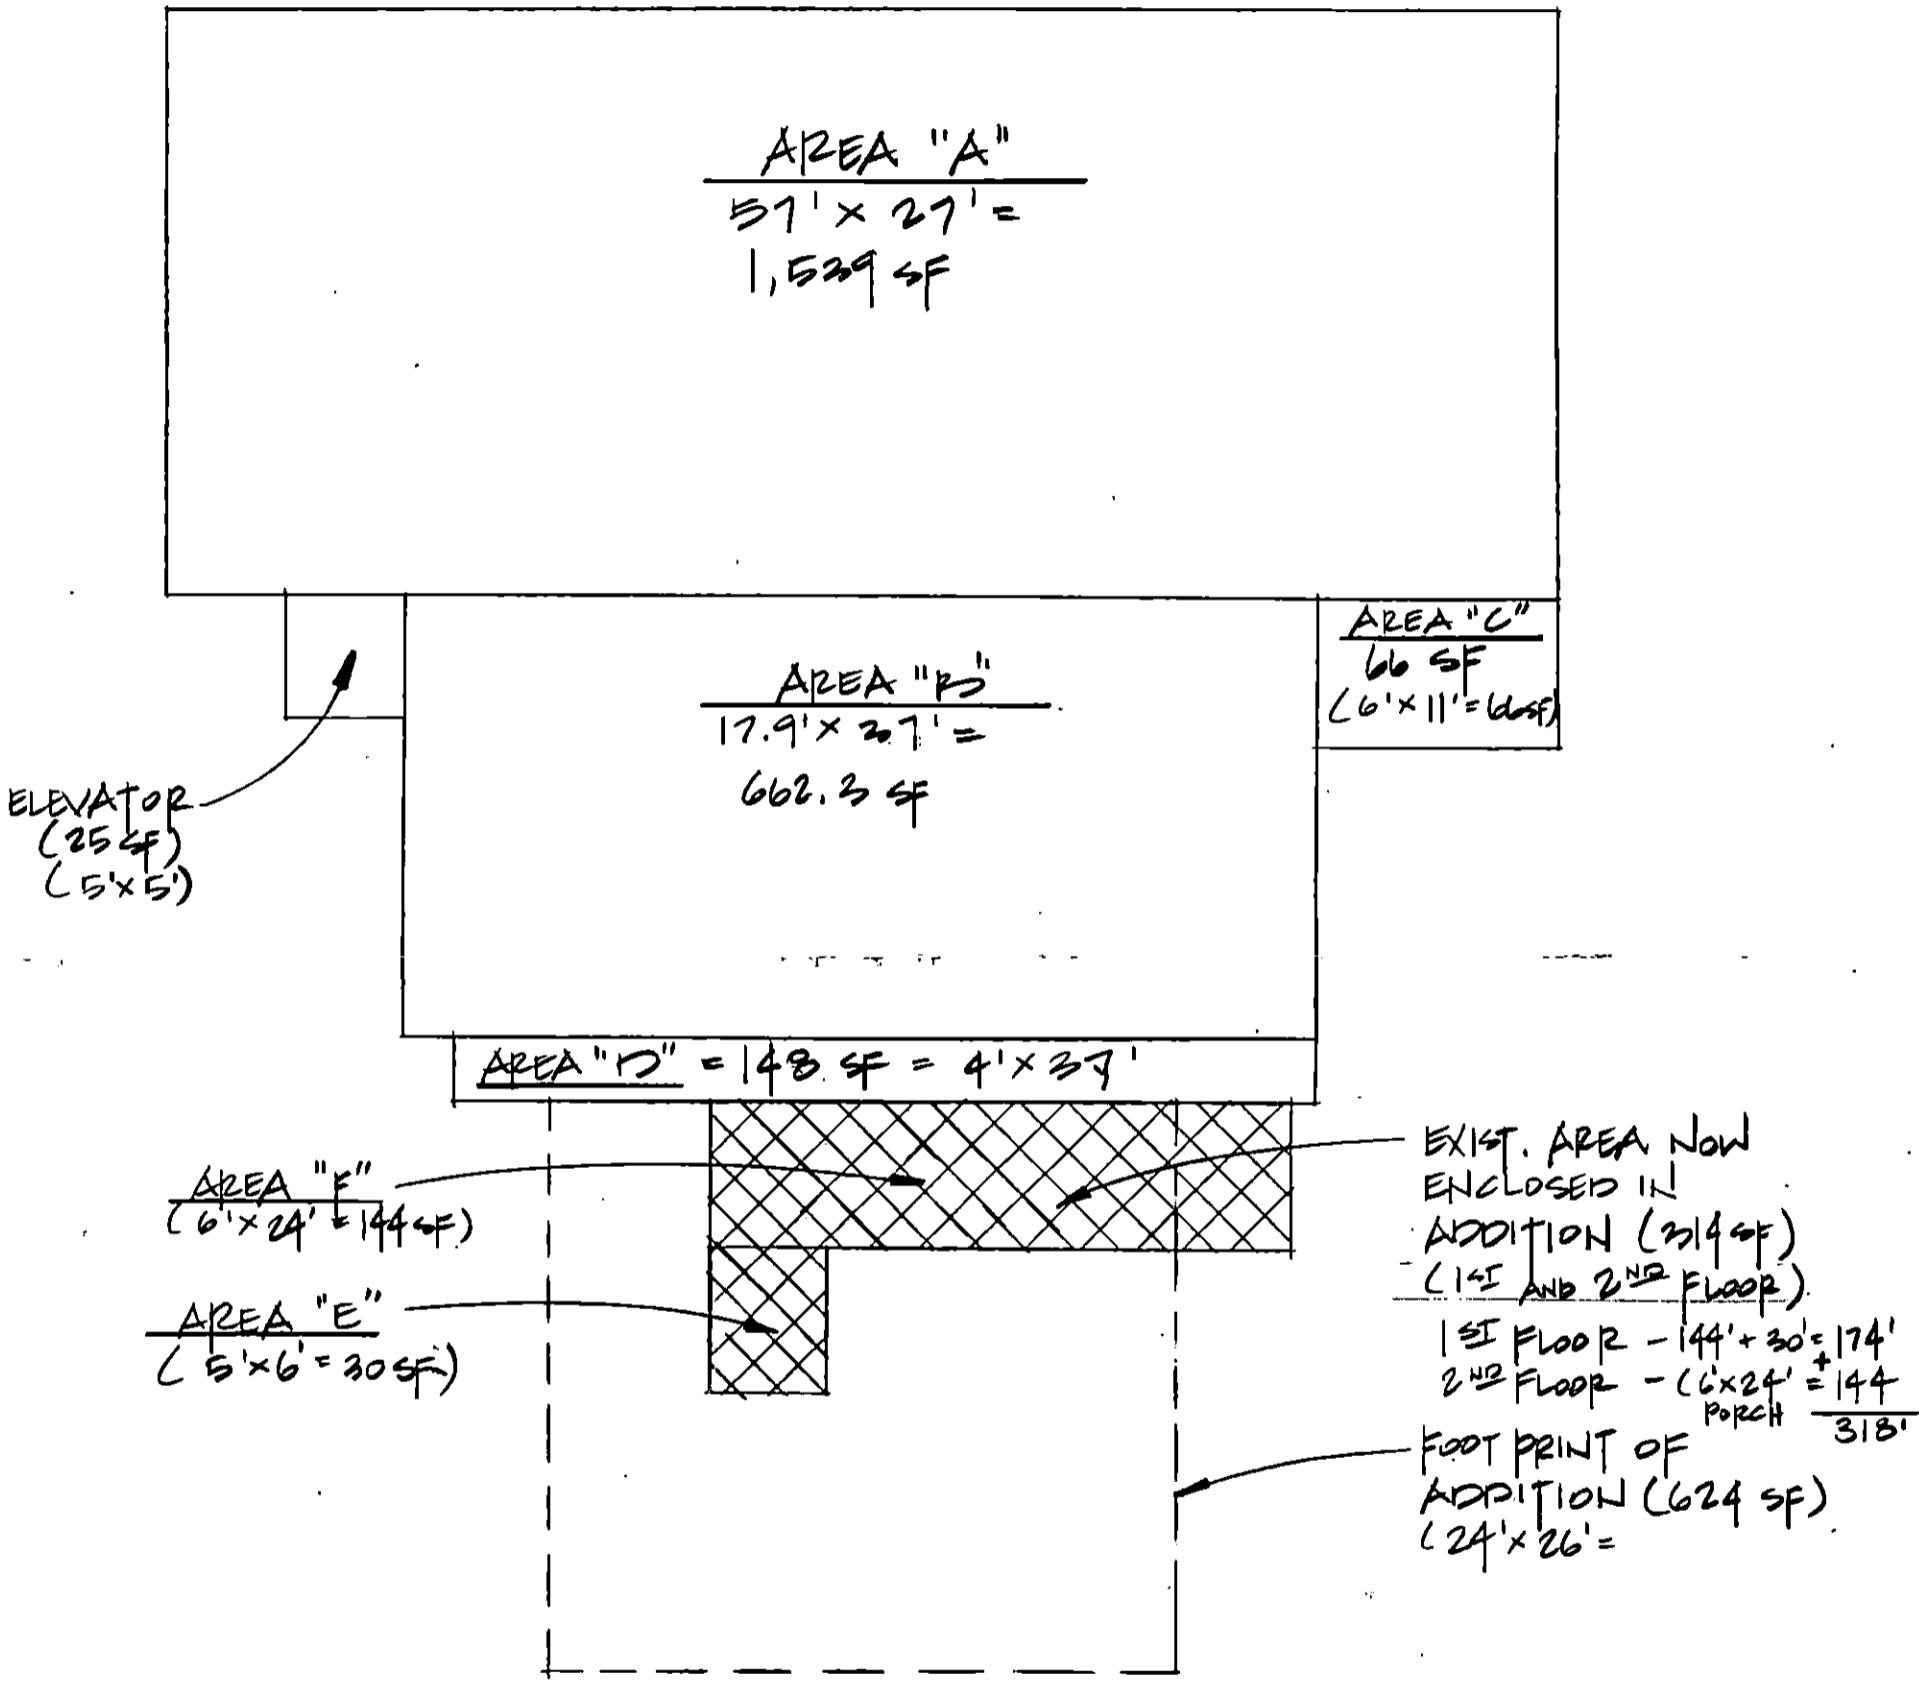 AREA "A"
57' × 27' =
1,539 SF
AREA "B"
17.9' × 37' =
662.3 SF
AREA "C"
66 SF
(6' × 11' = 66 SF)
ELEVATOR
(25 SF)
(5' × 5')
AREA "D" = 148 SF = 4' × 37'
AREA "F"
(6' × 24' = 144 SF)
AREA "E"
(5' × 6' = 30 SF)
EXIST. AREA NOW
ENCLOSED IN
ADDITION (314 SF)
(1ST AND 2ND FLOOR)
1ST FLOOR - 144' + 30' = 174'
+
2ND FLOOR - (6' × 24' = 144
PORCH
318'
FOOT PRINT OF
ADDITION (624 SF)
(24' × 26' =